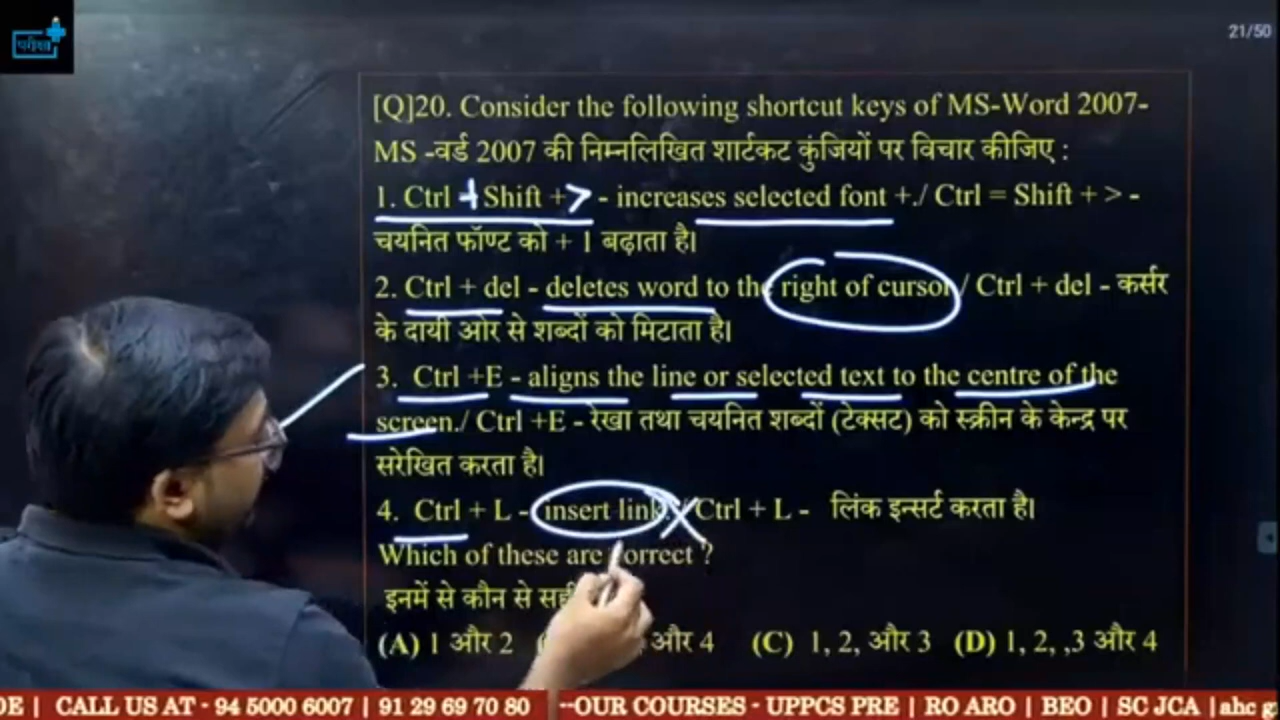 परीक्षा
21/50
[Q]20. Consider the following shortcut keys of MS-Word 2007-
MS -वर्ड 2007 की निम्नलिखित शार्टकट कुंजियों पर विचार कीजिए :
1. Ctrl + Shift +> - increases selected font +./ Ctrl = Shift + > -
चयनित फॉण्ट को + 1 बढ़ाता है।
2. Ctrl + del - deletes word to the right of cursor / Ctrl + del - कर्सर
के दायी ओर से शब्दों को मिटाता है।
3. Ctrl +E - aligns the line or selected text to the centre of the
screen./ Ctrl +E - रेखा तथा चयनित शब्दों (टेक्सट) को स्क्रीन के केन्द्र पर
सरेखित करता है।
4. Ctrl + L - insert link. / Ctrl + L - लिंक इन्सर्ट करता है।
Which of these are correct ?
इनमें से कौन से सही
(A) 1 और 2 और 4 (C) 1, 2, और 3 (D) 1, 2, ,3 और 4
DE | CALL US AT - 94 5000 6007 | 91 29 69 70 80 --OUR COURSES - UPPCS PRE | RO ARO | BEO | SC JCA |ahc g